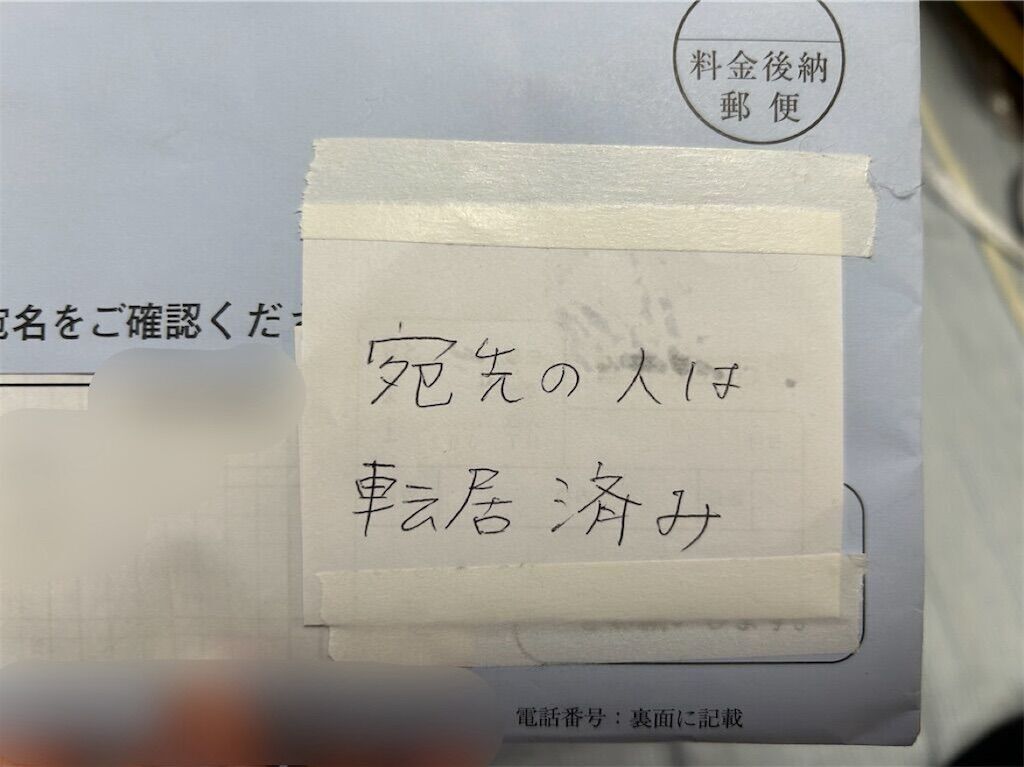 料金後納
郵便
名をご確認くだ
宛先の人は
転居済み
電話番号：裏面に記載